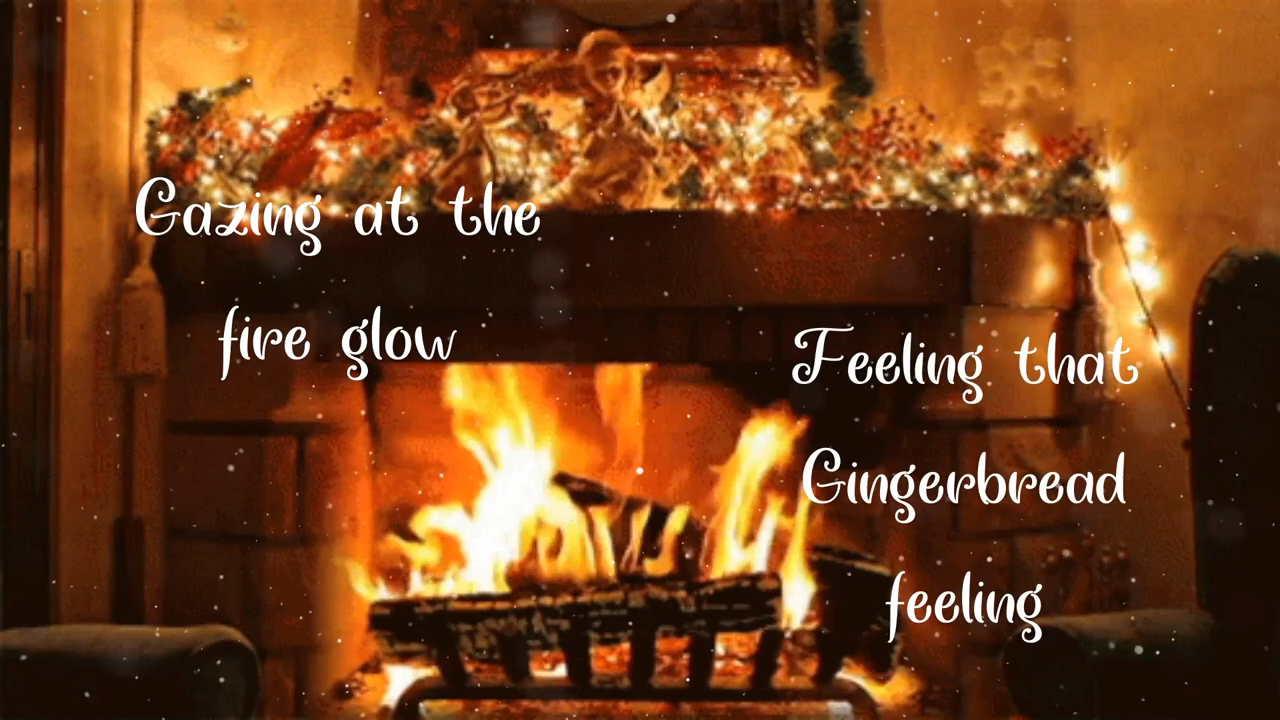 Gazing at the
fire glow
Feeling that
Gingerbread
feeling